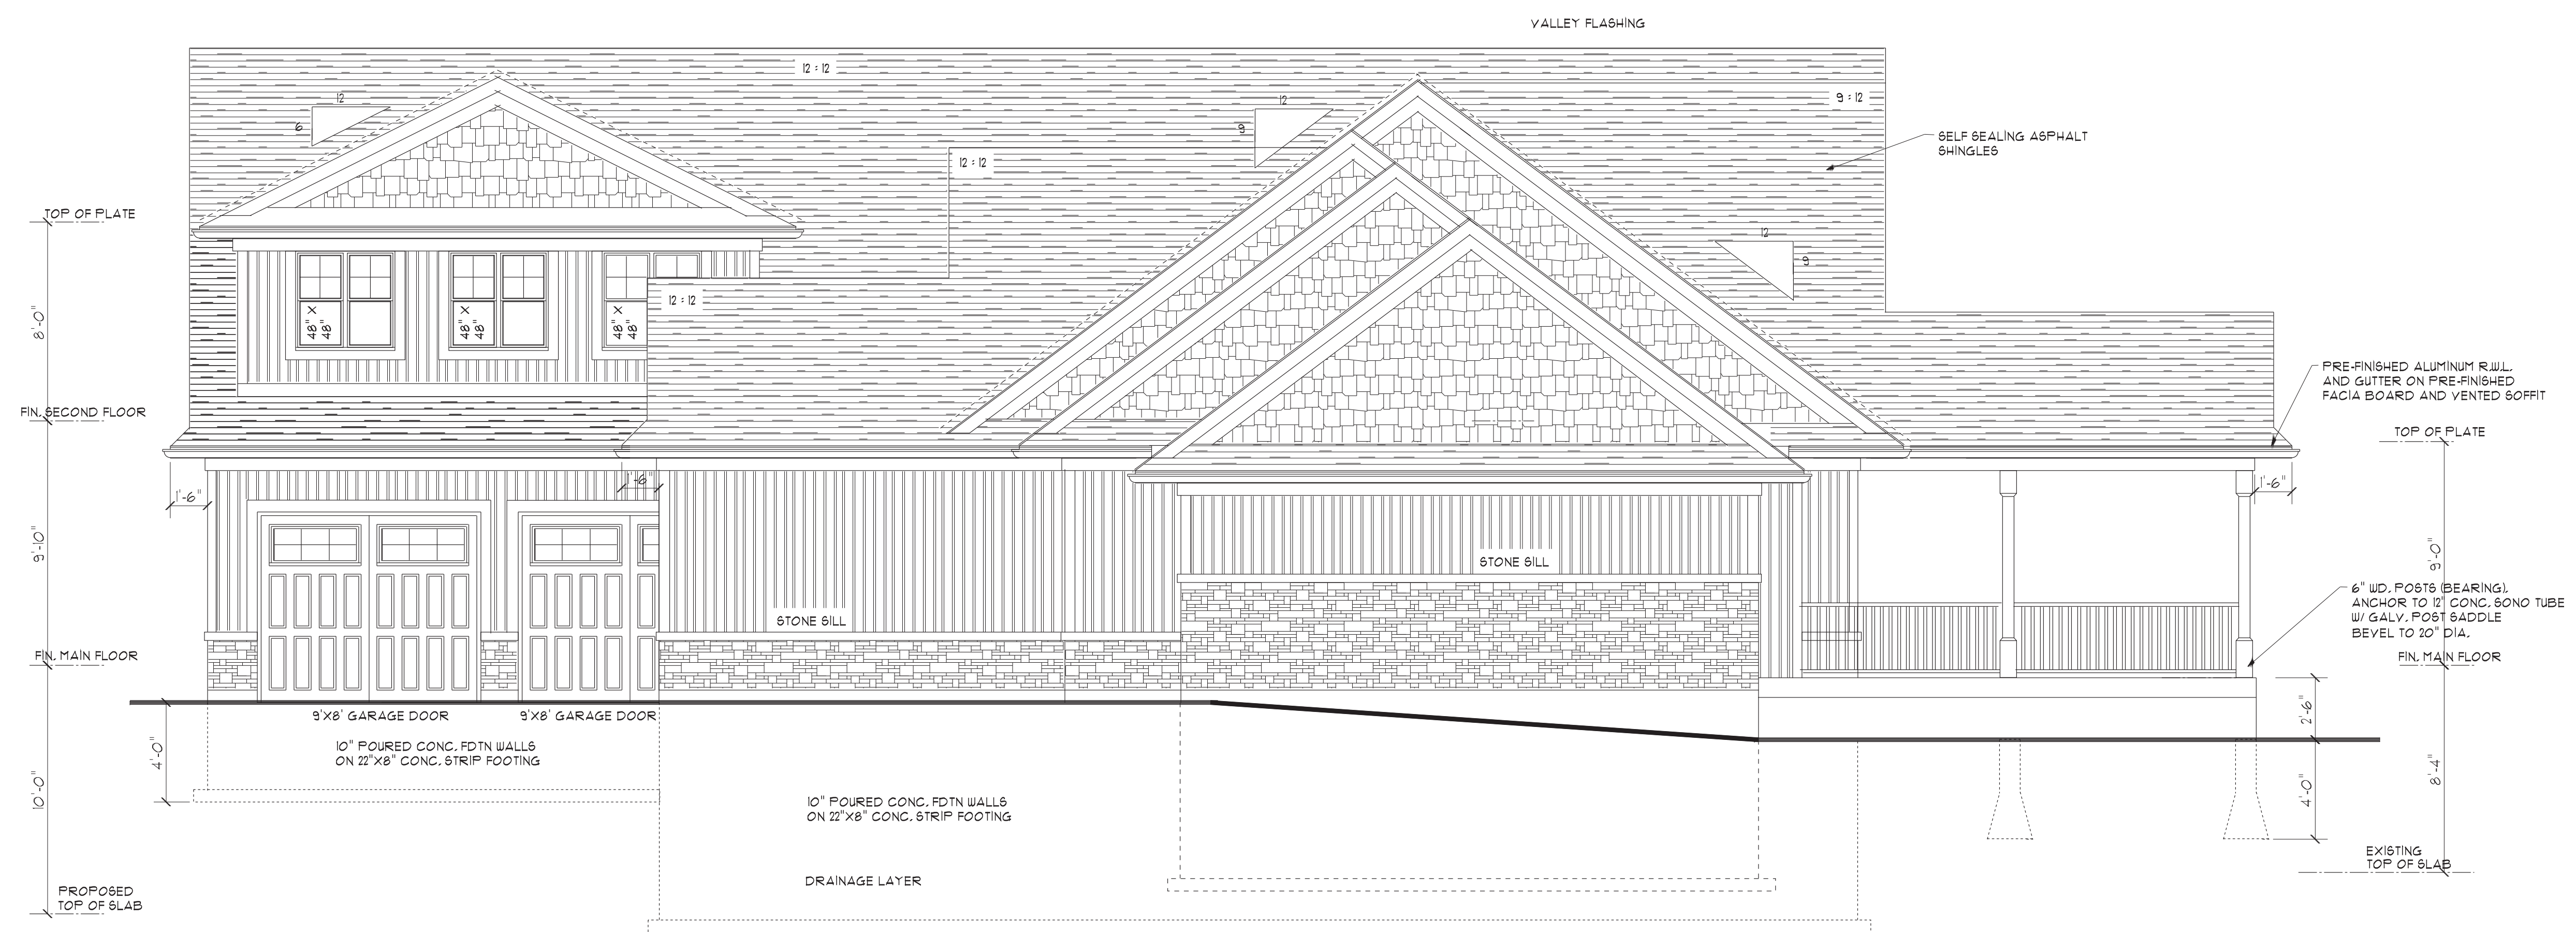 VALLEY FLASHING
12 : 12
9 : 12
12
6
12
9
12 : 12
SELF SEALING ASPHALT
SHINGLES
TOP OF PLATE
12
9
12 : 12
48" X
48"
48" X
48"
48" X
48"
8'-0"
PRE-FINISHED ALUMINUM R.W.L.
AND GUTTER ON PRE-FINISHED
FACIA BOARD AND VENTED SOFFIT
FIN. SECOND FLOOR
TOP OF PLATE
1'-6"
1'-6"
1'-6"
9'-10"
9'-0"
STONE SILL
STONE SILL
6" WD. POSTS (BEARING),
ANCHOR TO 12" CONC. SONO TUBE
W/ GALV. POST SADDLE
BEVEL TO 20" DIA.
FIN. MAIN FLOOR
FIN. MAIN FLOOR
9'X8' GARAGE DOOR
9'X8' GARAGE DOOR
2'-6"
10" POURED CONC. FDTN WALLS
ON 22"X8" CONC. STRIP FOOTING
4'-0"
10'-0"
4'-0"
8'-4"
10" POURED CONC. FDTN WALLS
ON 22"X8" CONC. STRIP FOOTING
EXISTING
TOP OF SLAB
DRAINAGE LAYER
PROPOSED
TOP OF SLAB